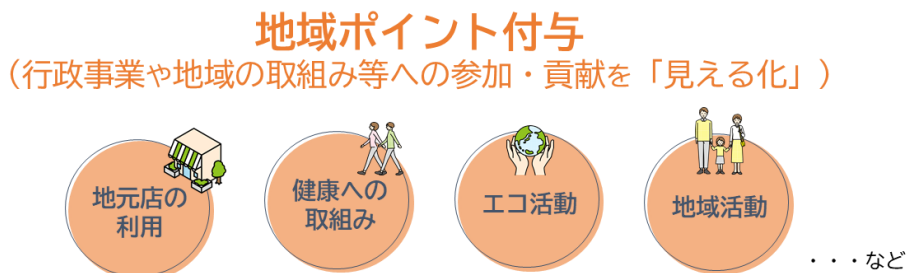 地域ポイント付与
（行政事業や地域の取組み等への参加・貢献を「見える化」）
地元店の
利用
健康への
取組み
エコ活動
地域活動
・・・など